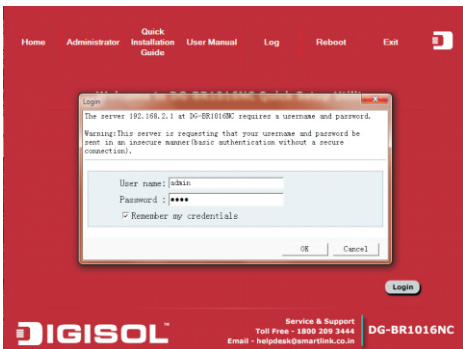 Home Administrator Quick Installation Guide User Manual Log Reboot Exit
Login
The server 192.168.2.1 at DG-BR1016NC requires a username and password.
Warning:This server is requesting that your username and password be
sent in an insecure manner(basic authentication without a secure
connection).
User name: admin
Password : ••••
Remember my credentials
OK Cancel
Login
DIGISOL™
Service & Support
Toll Free - 1800 209 3444
Email - helpdesk@smartlink.co.in
DG-BR1016NC